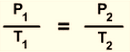 P₁/T₁ = P₂/T₂